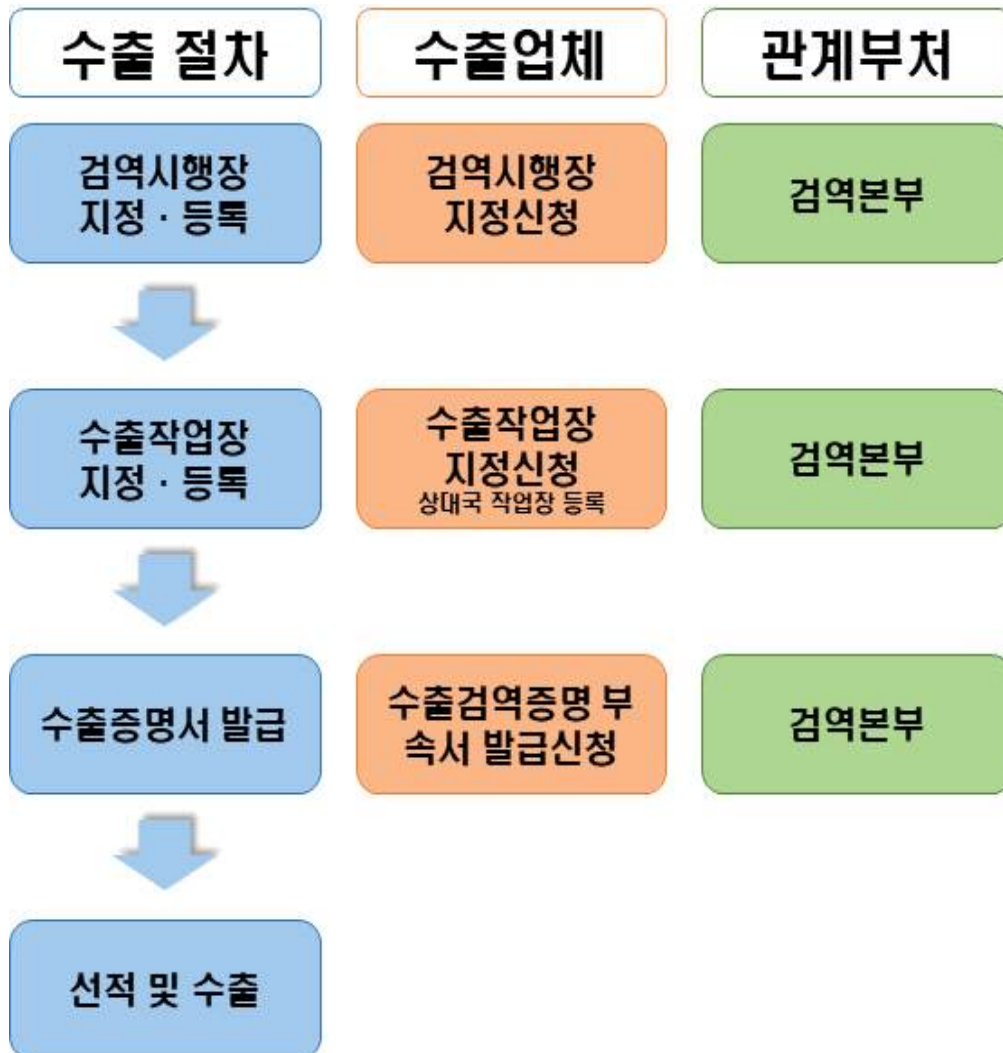 수출 절차
수출업체
관계부처
검역시행장
지정 · 등록
검역시행장
지정신청
검역본부
수출작업장
지정 · 등록
수출작업장
지정신청
상대국 작업장 등록
검역본부
수출증명서 발급
수출검역증명 부
속서 발급신청
검역본부
선적 및 수출